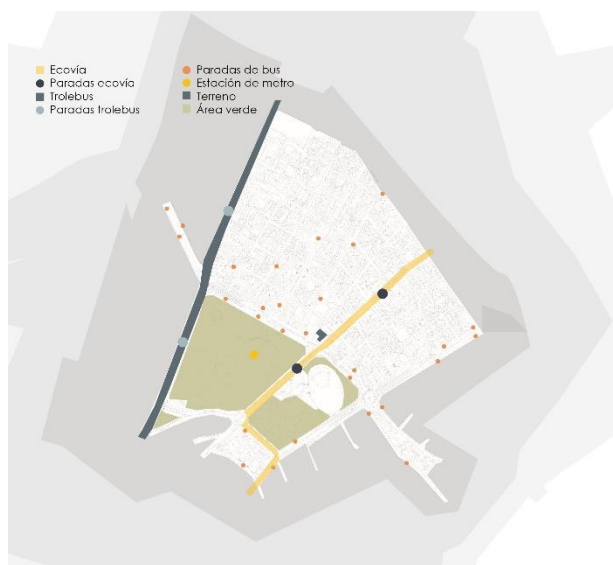 Ecovía
Paradas ecovía
Trolebus
Paradas trolebus
Paradas de bus
Estación de metro
Terreno
Área verde